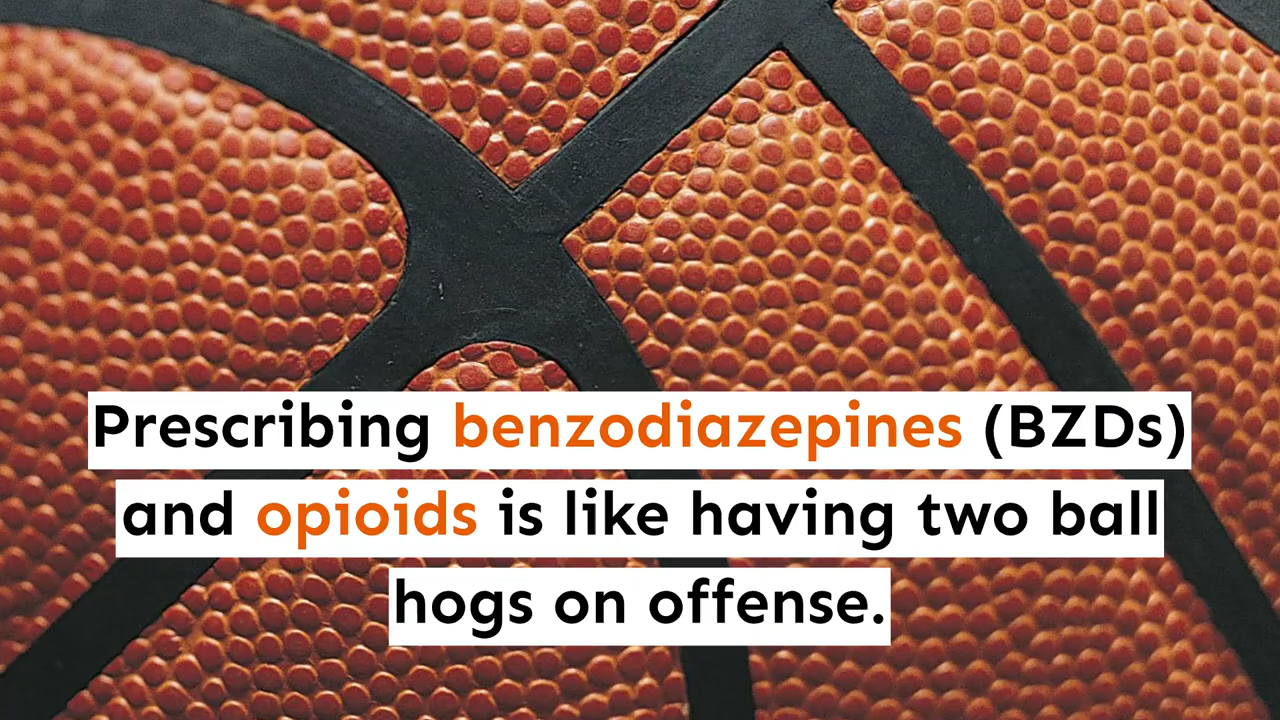 Prescribing benzodiazepines (BZDs)
and opioids is like having two ball
hogs on offense.